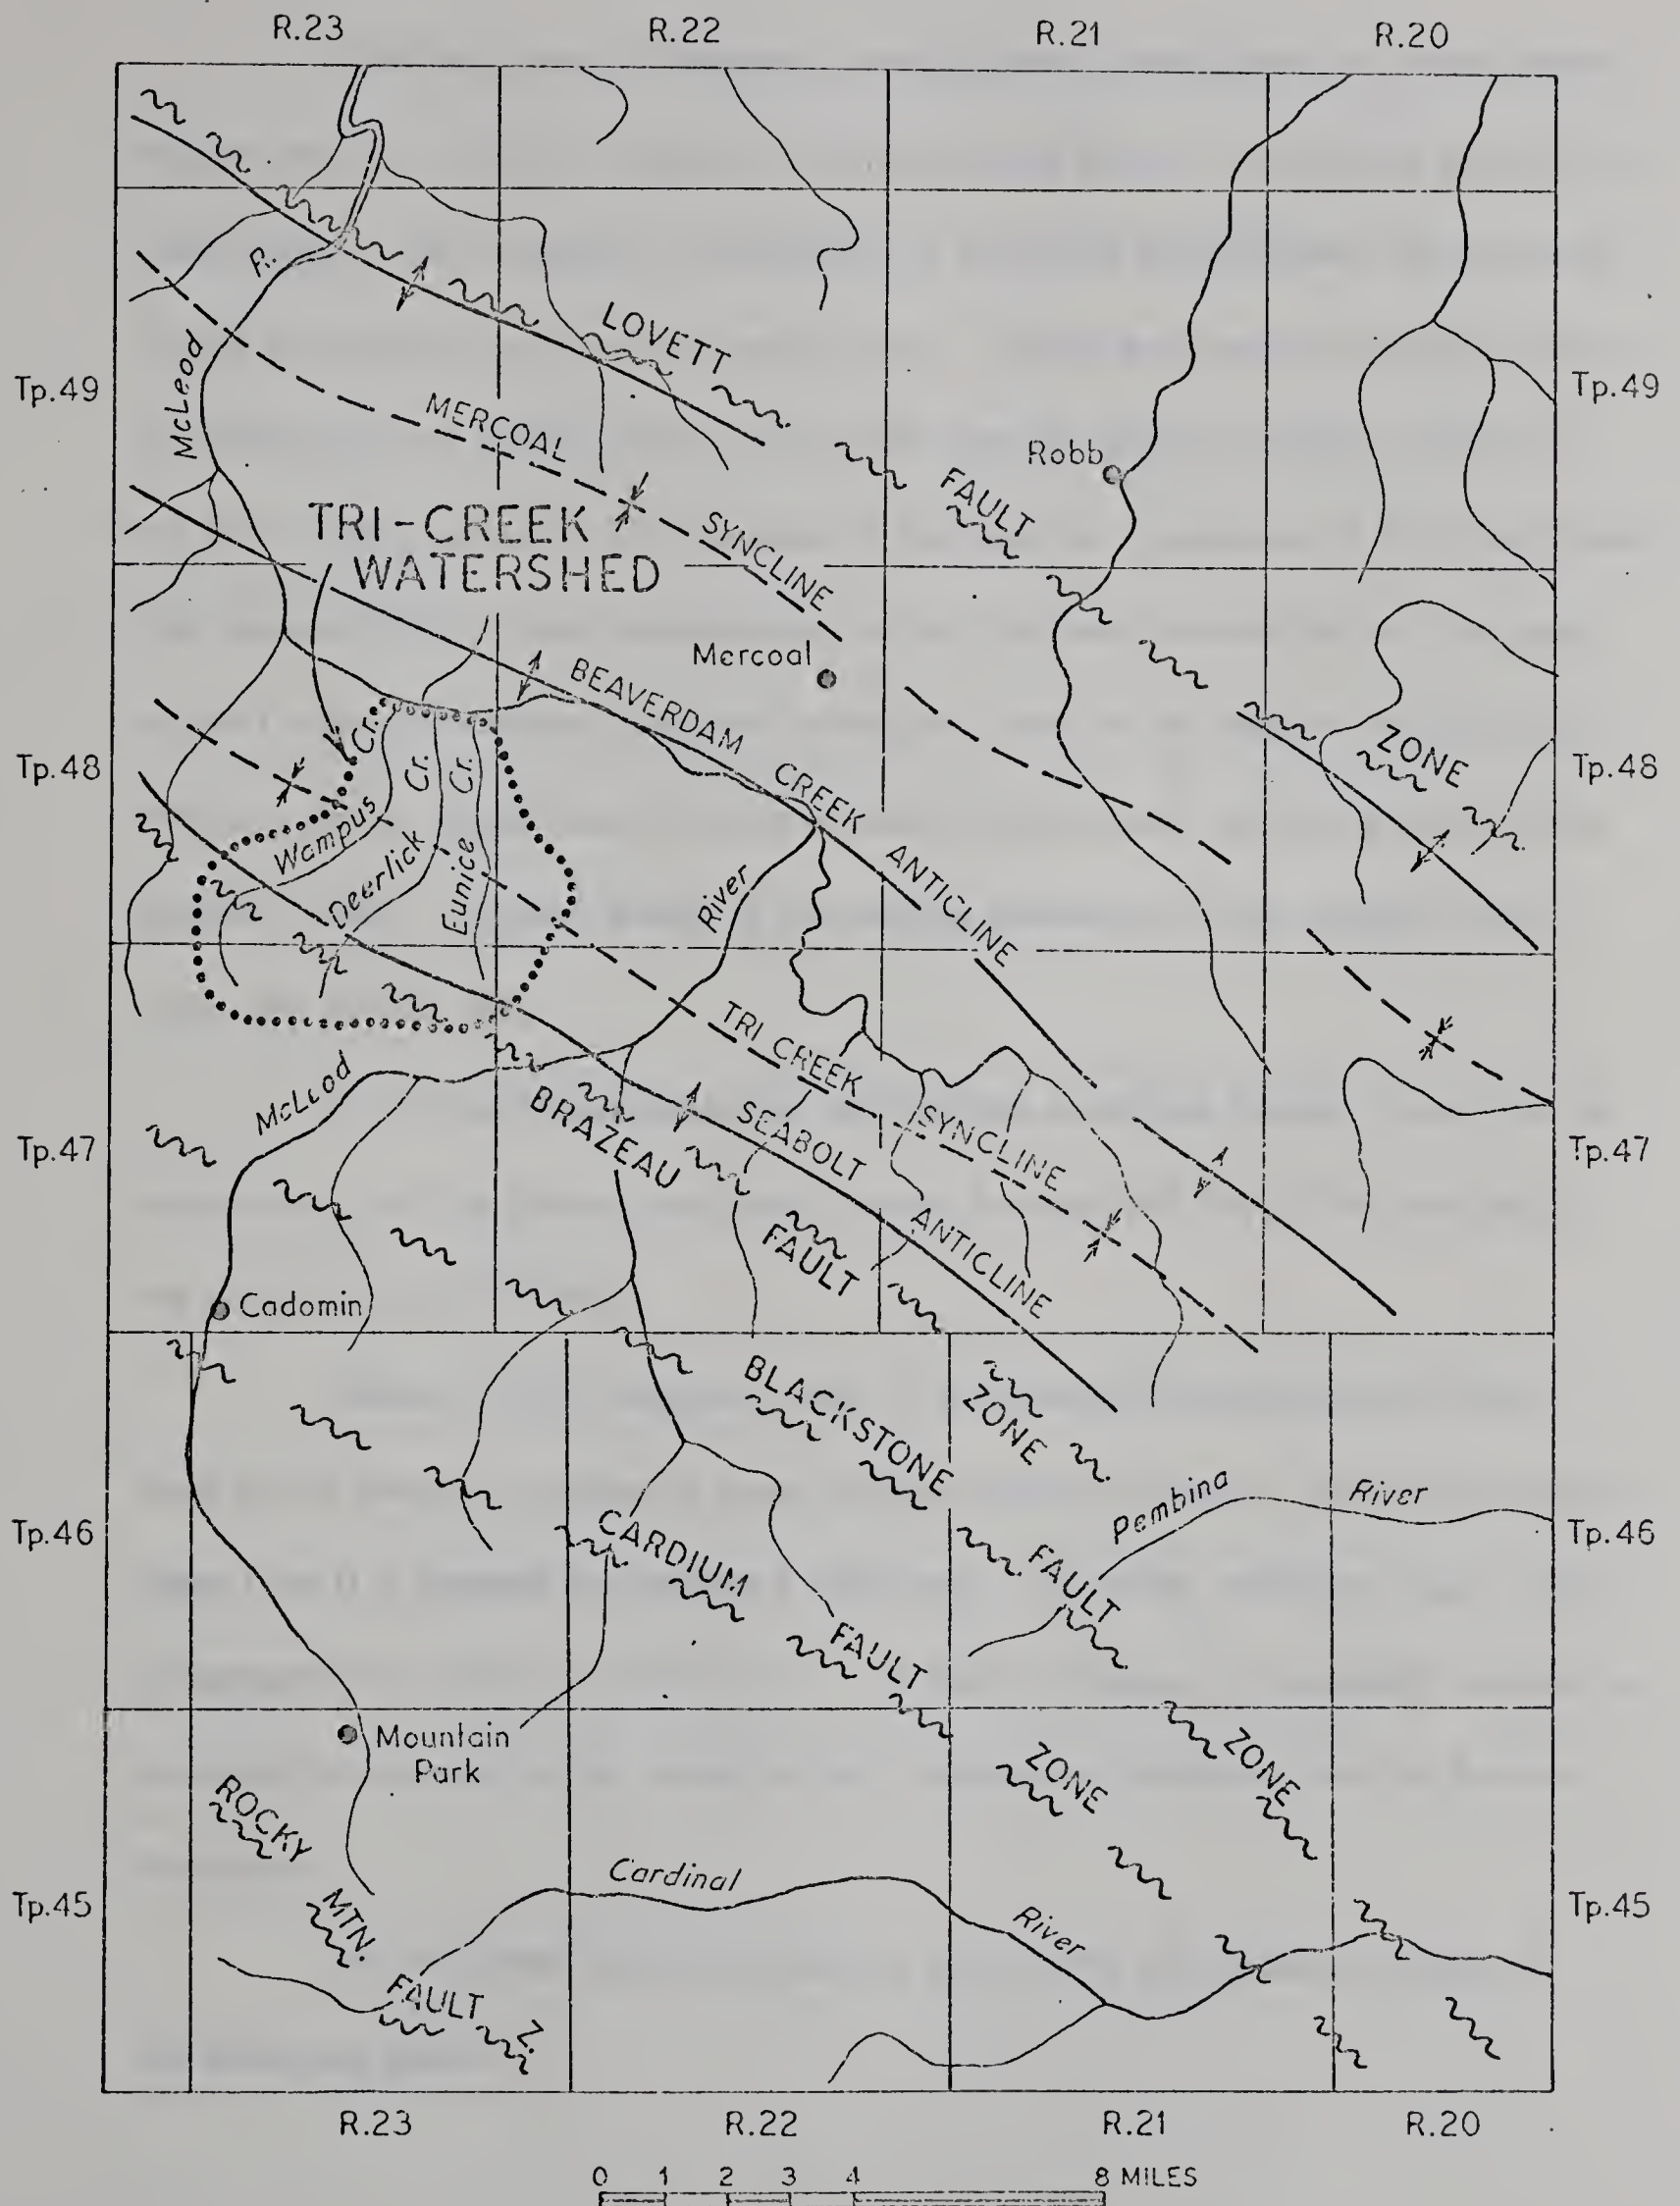 R.23 R.22 R.21 R.20
McLeod R.
LOVETT
Tp.49
Tp.49
MERCOAL
Robb
FAULT
TRI-CREEK
WATERSHED
SYNCLINE
Mercoal
BEAVERDAM
Tp.48
Cr.
Cr.
Cr.
ZONE
Tp.48
CREEK
Wampus
Deerlick
Eunice
River
ANTICLINE
TRI CREEK
McLeod
BRAZEAU
SEABOLT
SYNCLINE
Tp.47
Tp.47
FAULT
ANTICLINE
Cadomin
BLACKSTONE
ZONE
Pembina River
Tp.46
CARDIUM
FAULT
Tp.46
FAULT
Mountain
Park
ZONE
ZONE
ROCKY
Cardinal
Tp.45
MTN.
River
Tp.45
FAULT
Z.
R.23 R.22 R.21 R.20
0 1 2 3 4 8 MILES